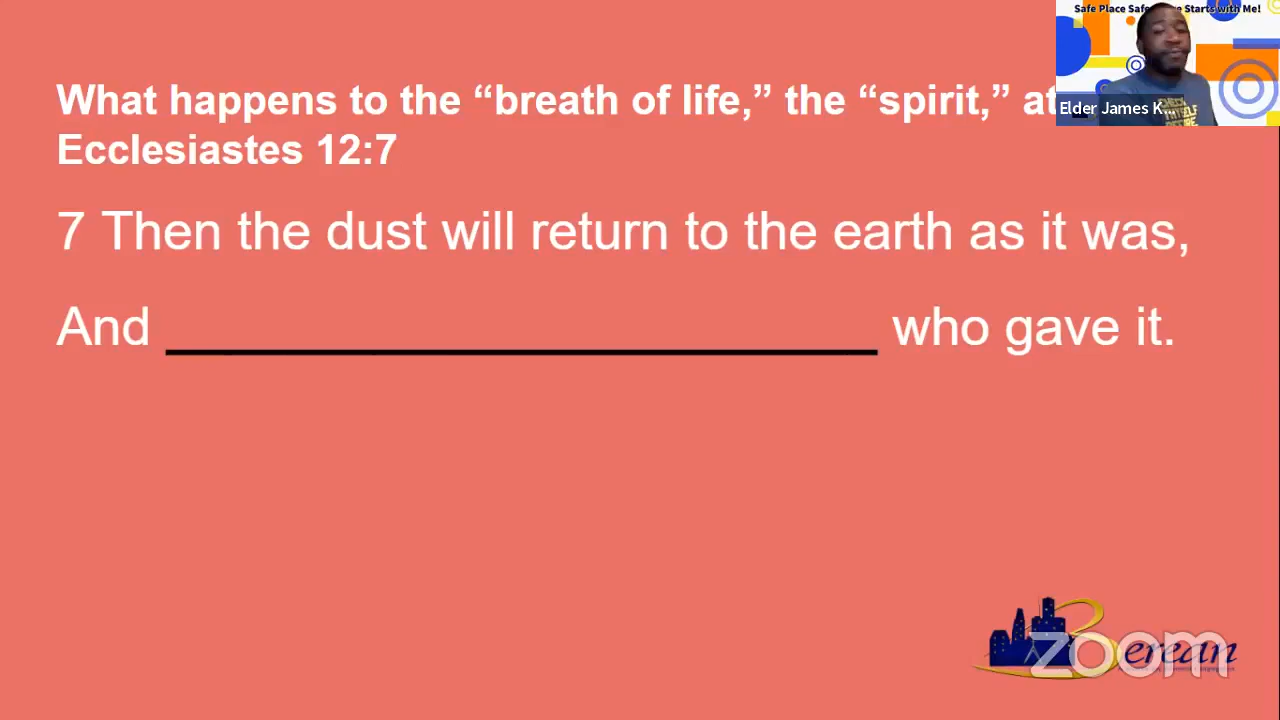 Safe Place Safe Starts with Me!
What happens to the “breath of life,” the “spirit,” at
Elder James K...
Ecclesiastes 12:7
7 Then the dust will return to the earth as it was,
And ____________________ who gave it.
Berean
zoom